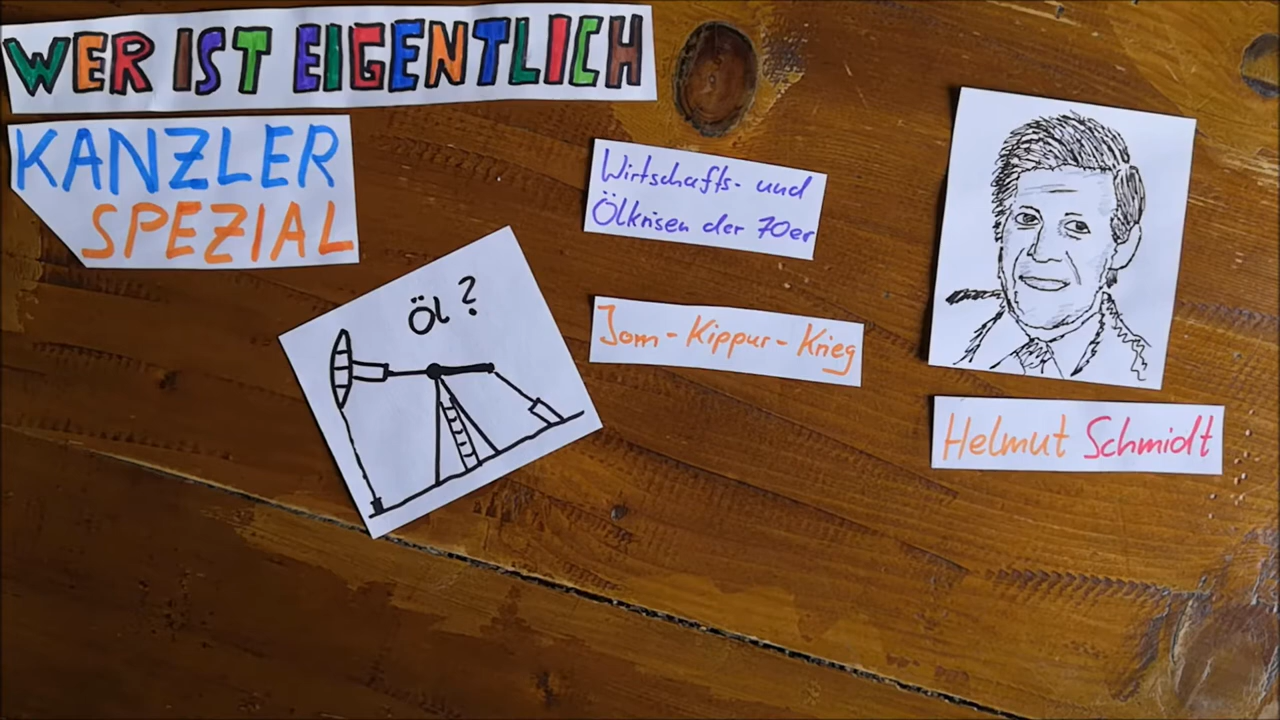 WER IST EIGENTLICH
KANZLER
SPEZIAL
Öl?
Wirtschafts- und
Ölkrisen der 70er
Jom-Kippur-Krieg
Helmut Schmidt